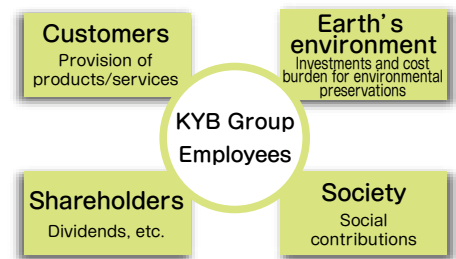 Customers
Provision of
products/services
Earth's
environment
Investments and cost
burden for environmental
preservations
KYB Group
Employees
Shareholders
Dividends, etc.
Society
Social
contributions